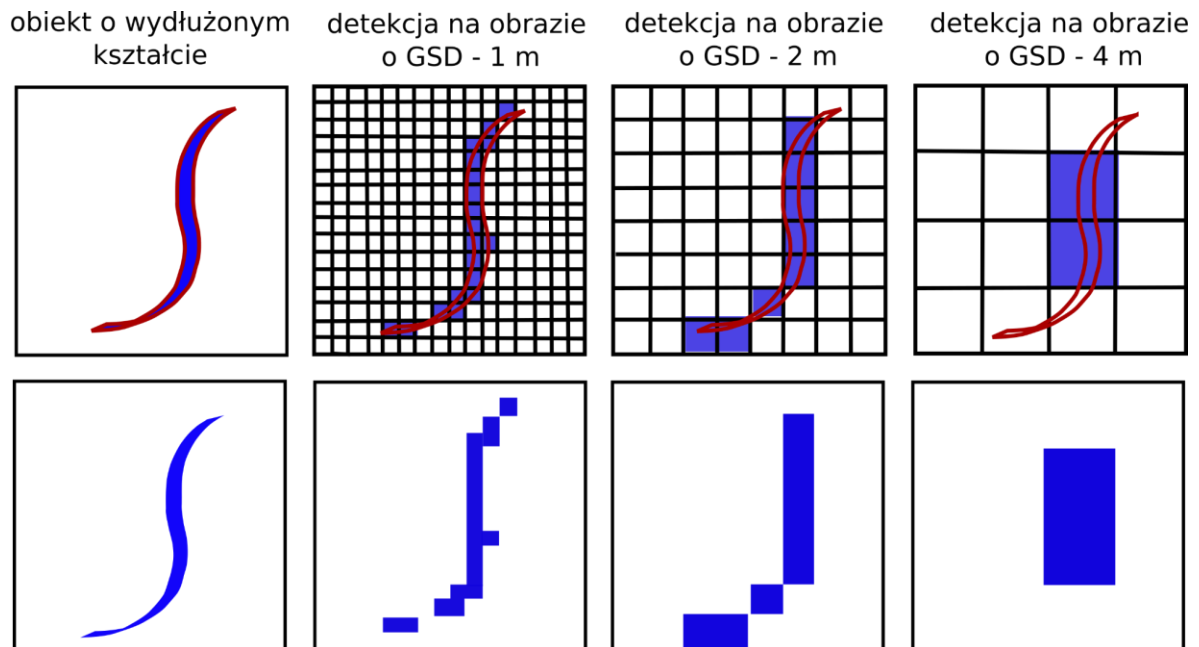 obiekt o wydłużonym
kształcie
detekcja na obrazie
o GSD - 1 m
detekcja na obrazie
o GSD - 2 m
detekcja na obrazie
o GSD - 4 m